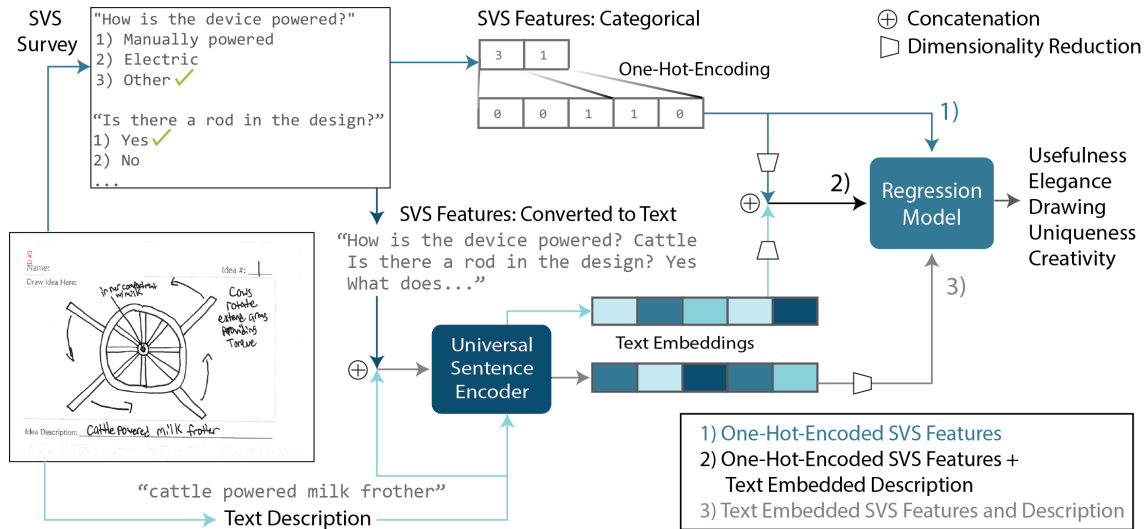 SVS
Survey
"How is the device powered?"
1) Manually powered
2) Electric
3) Other
“Is there a rod in the design?”
1) Yes
2) No
...
SVS Features: Categorical
3 1
One-Hot-Encoding
0 0 1 1 0
Concatenation
Dimensionality Reduction
1)
2)
3)
Regression
Model
Usefulness
Elegance
Drawing
Uniqueness
Creativity
SVS Features: Converted to Text
“How is the device powered? Cattle
Is there a rod in the design? Yes
What does...”
Universal
Sentence
Encoder
Text Embeddings
Name:
Idea #: 1
Draw Idea Here:
w/milk
Cows
rotate
extend arms
providing
Torque
Idea Description: Cattle powered milk frother
“cattle powered milk frother”
Text Description
1) One-Hot-Encoded SVS Features
2) One-Hot-Encoded SVS Features +
Text Embedded Description
3) Text Embedded SVS Features and Description